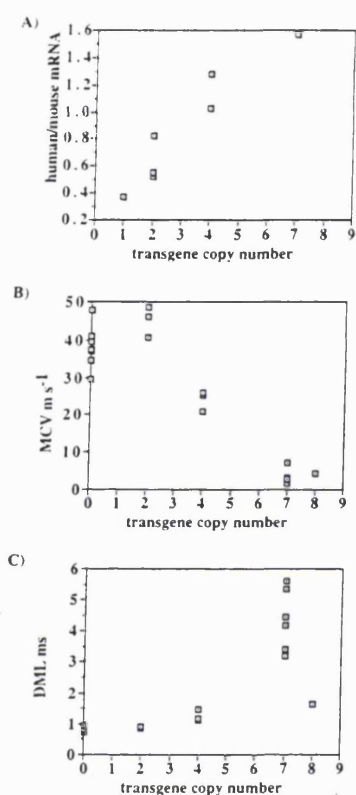 A)
human/mouse mRNA
1.6
1.4
1.2
1.0
0.8
0.6
0.4
0.2
0 1 2 3 4 5 6 7 8 9
transgene copy number
B)
MCV m s-1
50
40
30
20
10
0
0 1 2 3 4 5 6 7 8 9
transgene copy number
C)
DML ms
6
5
4
3
2
1
0
0 1 2 3 4 5 6 7 8 9
transgene copy number